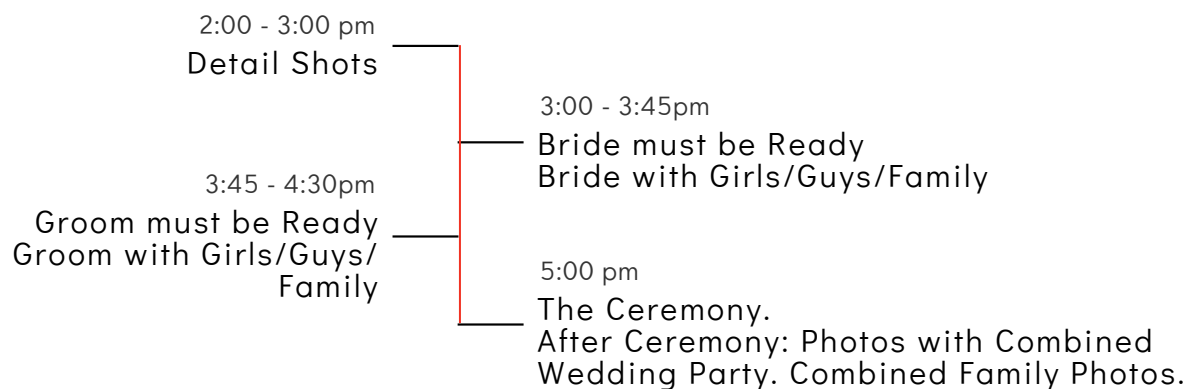 2:00 - 3:00 pm
Detail Shots
3:00 - 3:45pm
Bride must be Ready
Bride with Girls/Guys/Family
3:45 - 4:30pm
Groom must be Ready
Groom with Girls/Guys/
Family
5:00 pm
The Ceremony.
After Ceremony: Photos with Combined
Wedding Party. Combined Family Photos.